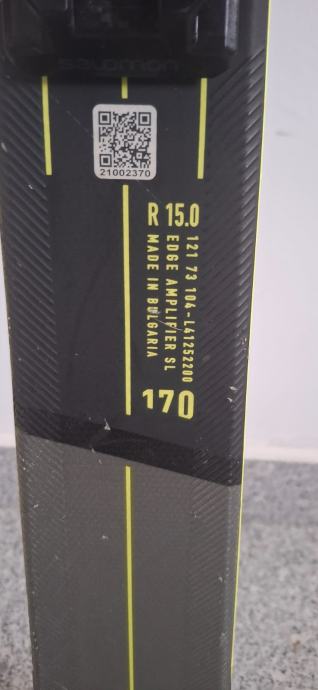 salomon
21002370
R 15.0
121 73 104-L41252200
EDGE AMPLIFIER SL
MADE IN BULGARIA
170